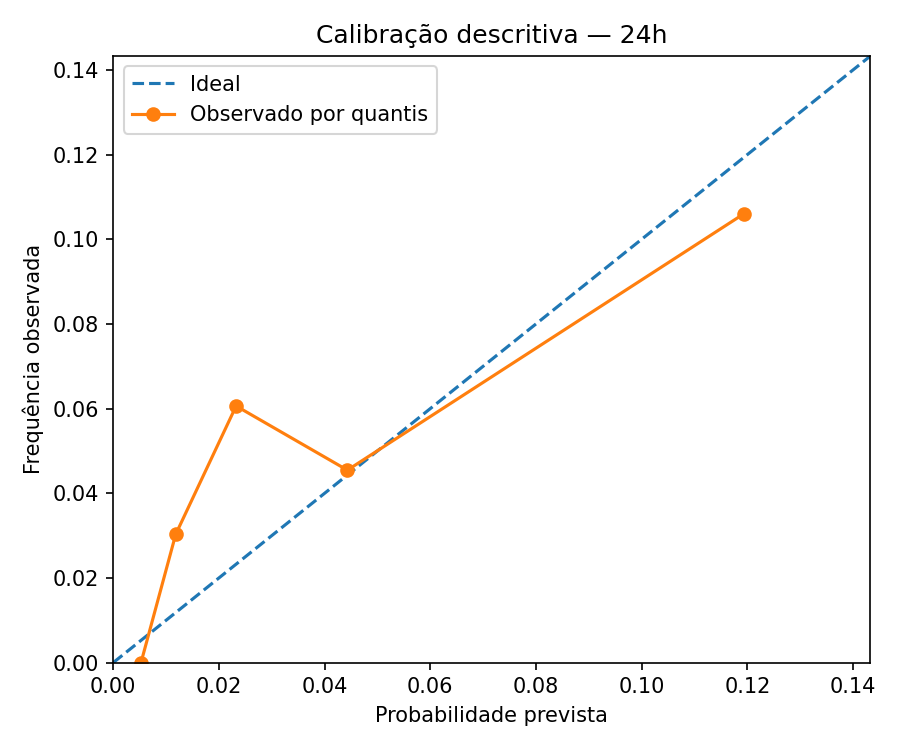 Calibração descritiva — 24h
Ideal
Observado por quantis
0.14
0.12
0.10
0.08
0.06
0.04
0.02
0.00
Frequência observada
0.00 0.02 0.04 0.06 0.08 0.10 0.12 0.14
Probabilidade prevista